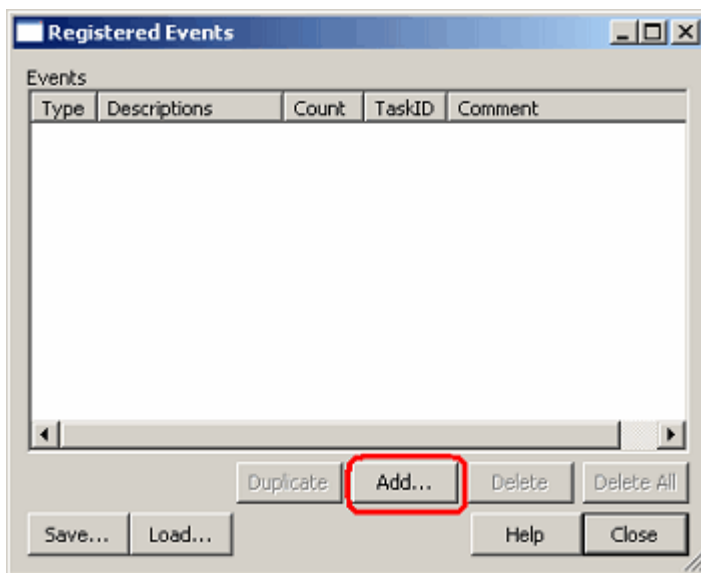 Registered Events
Events
Type Descriptions Count TaskID Comment
Duplicate Add... Delete Delete All
Save... Load... Help Close